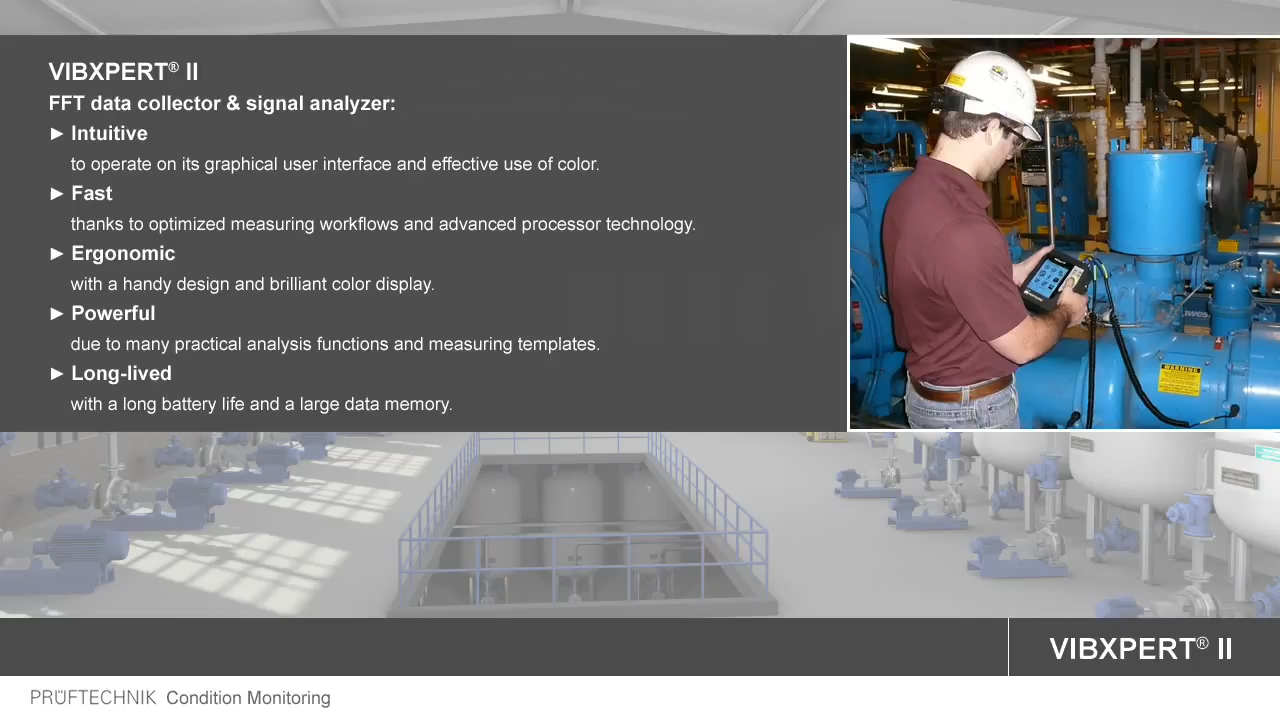 VIBXPERT® II
FFT data collector & signal analyzer:
► Intuitive
to operate on its graphical user interface and effective use of color.
► Fast
thanks to optimized measuring workflows and advanced processor technology.
► Ergonomic
with a handy design and brilliant color display.
► Powerful
due to many practical analysis functions and measuring templates.
► Long-lived
with a long battery life and a large data memory.
WARNING
VIBXPERT® II
PRÜFTECHNIK Condition Monitoring